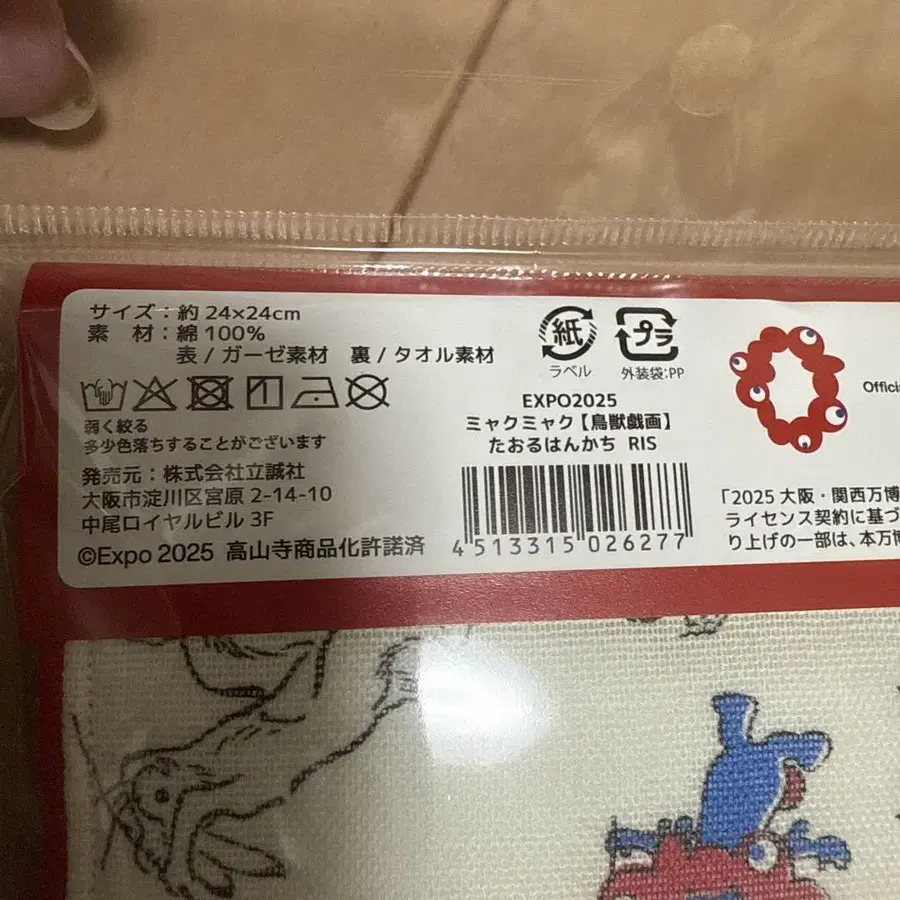 サイズ：約 24×24cm
素　材：綿 100%
表 / ガーゼ素材　裏 / タオル素材
弱く絞る
多少色落ちすることがございます
発売元：株式会社立誠社
大阪市淀川区宮原 2-14-10
中尾ロイヤルビル 3F
©Expo 2025 高山寺商品化許諾済
紙
ラベル
プラ
外装袋:PP
EXPO2025
ミャクミャク【鳥獣戯画】
たおるはんかち RIS
4 513315 026277
Offici
「2025 大阪・関西万博
ライセンス契約に基づ
り上げの一部は、本万博